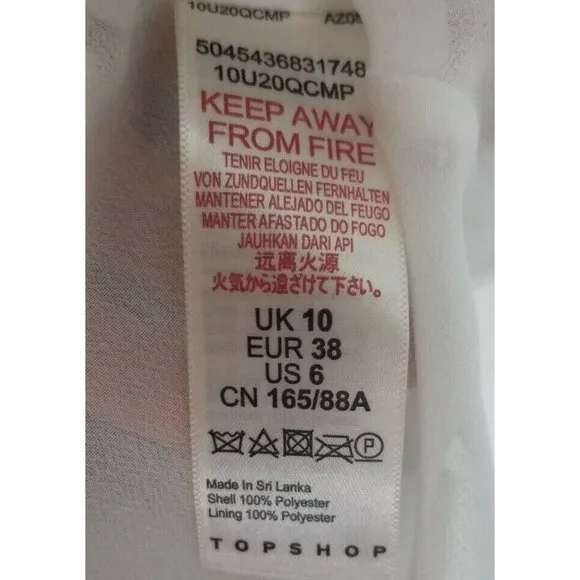 10U20QCMP AZ05
5045436831748
10U20QCMP
KEEP AWAY
FROM FIRE
TENIR ELOIGNE DU FEU
VON ZUNDQUELLEN FERNHALTEN
MANTENER ALEJADO DEL FEUGO
MANTER AFASTADO DO FOGO
JAUHKAN DARI API
远离火源
火気から遠ざけて下さい。
UK 10
EUR 38
US 6
CN 165/88A
P
Made In Sri Lanka
Shell 100% Polyester
Lining 100% Polyester
TOPSHOP